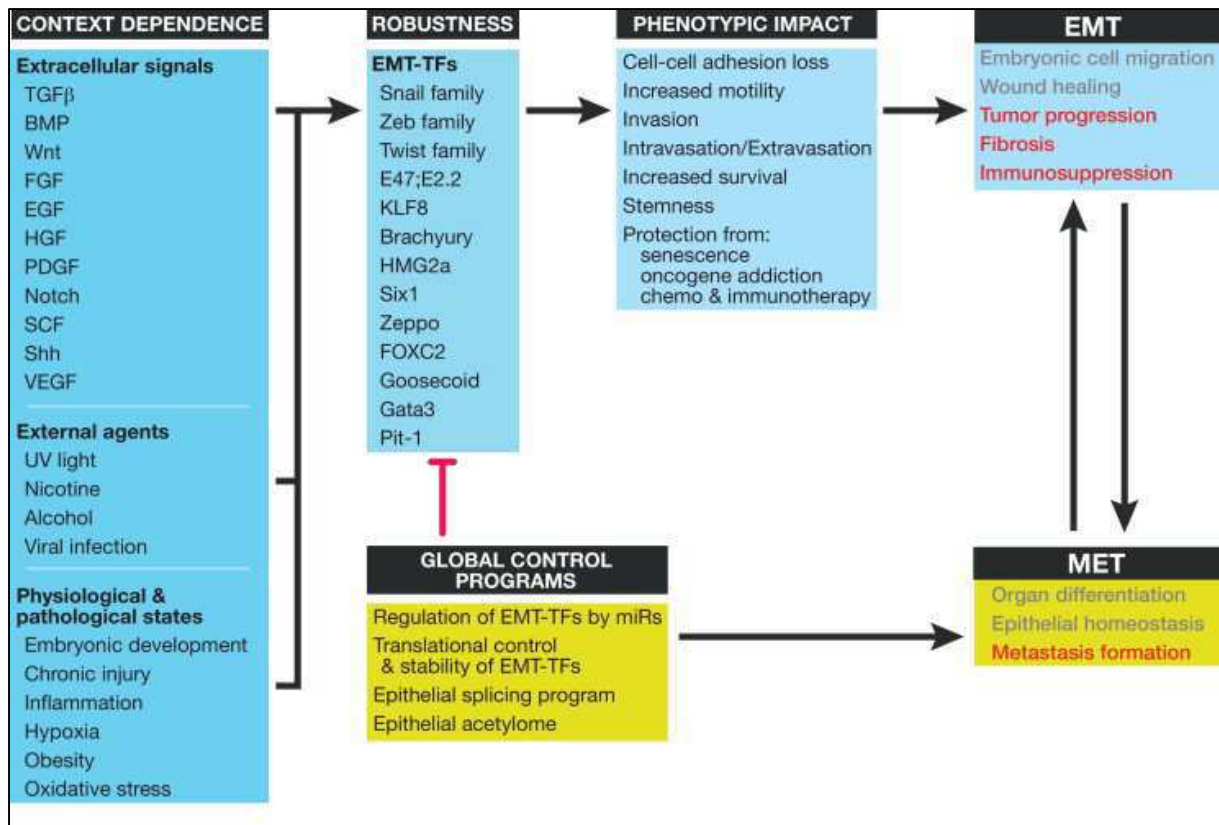 CONTEXT DEPENDENCE
Extracellular signals
TGFβ
BMP
Wnt
FGF
EGF
HGF
PDGF
Notch
SCF
Shh
VEGF
External agents
UV light
Nicotine
Alcohol
Viral infection
Physiological &
pathological states
Embryonic development
Chronic injury
Inflammation
Hypoxia
Obesity
Oxidative stress
ROBUSTNESS
EMT-TFs
Snail family
Zeb family
Twist family
E47;E2.2
KLF8
Brachyury
HMG2a
Six1
Zeppo
FOXC2
Goosecoid
Gata3
Pit-1
GLOBAL CONTROL
PROGRAMS
Regulation of EMT-TFs by miRs
Translational control
& stability of EMT-TFs
Epithelial splicing program
Epithelial acetylome
PHENOTYPIC IMPACT
Cell-cell adhesion loss
Increased motility
Invasion
Intravasation/Extravasation
Increased survival
Stemness
Protection from:
senescence
oncogene addiction
chemo & immunotherapy
EMT
Embryonic cell migration
Wound healing
Tumor progression
Fibrosis
Immunosuppression
MET
Organ differentiation
Epithelial homeostasis
Metastasis formation